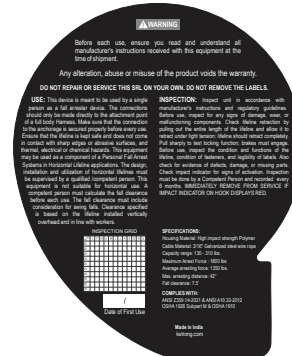 WARNING
Before each use, ensure you read and understand all
manufacturer's instructions received with this equipment at the
time of shipment.
Any alteration, abuse or misuse of the product voids the warranty.
DO NOT REPAIR OR SERVICE THIS SRL ON YOUR OWN. DO NOT REMOVE THE LABELS.
USE: This device is meant to be used by a single
person as a fall arrester device. The connections
should only be made directly to the attachment point
of a full body Harness. Make sure that the connection
to the anchorage is secured properly before every use.
Ensure that the lifeline is kept safe and does not come
in contact with sharp edges or abrasive surfaces, and
thermal, electrical or chemical hazards. This equipment
may be used as a component of a Personal Fall Arrest
Systems in Horizontal Lifeline applications. The design,
installation and utilization of horizontal lifelines must
be supervised by a qualified /competent person. This
equipment is not suitable for horizontal use. A
competent person must calculate the fall clearance
before each use. The fall clearance must include
consideration for swing falls. Clearance specified
is based on the lifeline installed vertically
overhead and in line with workers.
INSPECTION: Inspect unit in accordance with
manufacturer's instructions and regulatory guidelines.
Before use, inspect for any signs of damage, wear, or
malfunctioning components. Check lifeline retraction by
pulling out the entire length of the lifeline and allow it to
retract under light tension; lifeline should retract completely.
Pull sharply to test locking function; brakes must engage.
Before use, inspect the condition and functions of the
lifeline, condition of fasteners, and legibility of labels. Also
check for evidence of defects, damage, or missing parts.
Check impact indicator for signs of activation. Inspection
must be done by a Competent Person and recorded every
6 months. IMMEDIATELY REMOVE FROM SERVICE IF
IMPACT INDICATOR ON HOOK DISPLAYS RED.
INSPECTION GRID
/
Date of First Use
SPECIFICATIONS:
Housing Material: High impact strength Polymer
Cable Material: 3/16" Galvanized steel wire rope
Capacity range: 130 - 310 lbs.
Maximum Arrest Force : 1800 lbs
Average arresting force: 1350 lbs.
Max. arresting distance: 42"
Fall clearance: 7.5'
COMPLIES WITH:
ANSI Z359.14-2021 & ANSI A10.32-2012
OSHA 1926 Subpart M & OSHA 1910
Made in India
kstrong.com